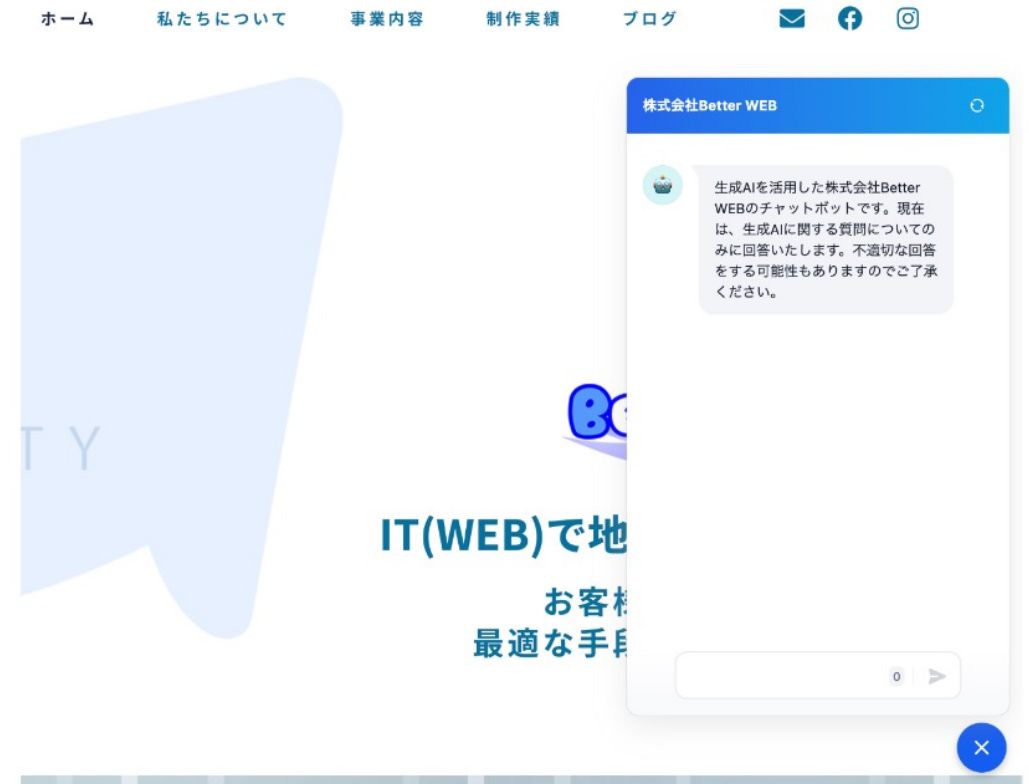 ホーム 私たちについて 事業内容 制作実績 ブログ
株式会社Better WEB
生成AIを活用した株式会社Better
WEBのチャットボットです。現在
は、生成AIに関する質問についての
みに回答いたします。不適切な回答
をする可能性もありますのでご了承
ください。
TY
Be
IT(WEB)で地
お客様
最適な手段
0